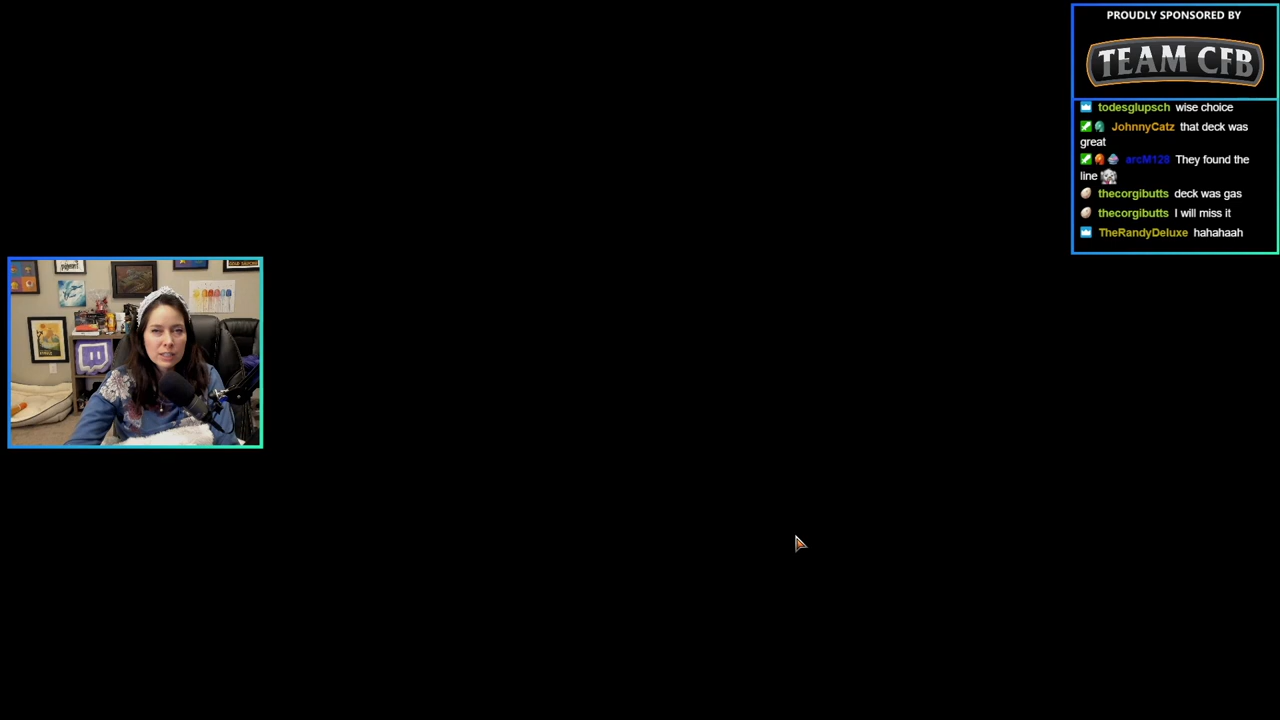 PROUDLY SPONSORED BY
TEAM CFB
todesglupsch wise choice
JohnnyCatz that deck was
great
arcM128 They found the
line
thecorgibutts deck was gas
thecorgibutts I will miss it
TheRandyDeluxe hahahaah